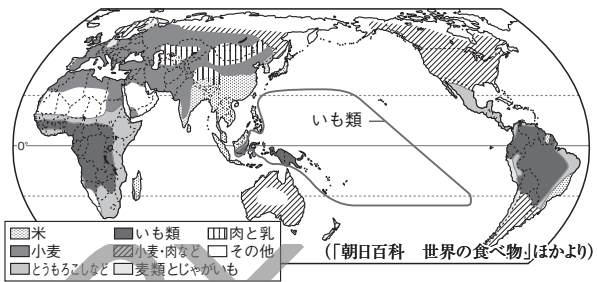 いも類
0°
米 いも類 肉と乳
小麦 小麦・肉など その他
とうもろこしなど 麦類とじゃがいも
(「朝日百科 世界の食べ物」ほかより)